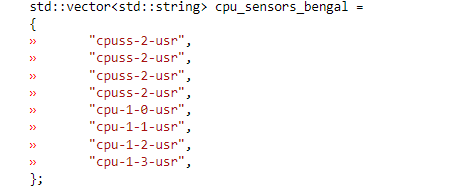 std::vector<std::string> cpu_sensors_bengal =
{
» "cpuss-2-usr",
» "cpuss-2-usr",
» "cpuss-2-usr",
» "cpuss-2-usr",
» "cpu-1-0-usr",
» "cpu-1-1-usr",
» "cpu-1-2-usr",
» "cpu-1-3-usr",
};